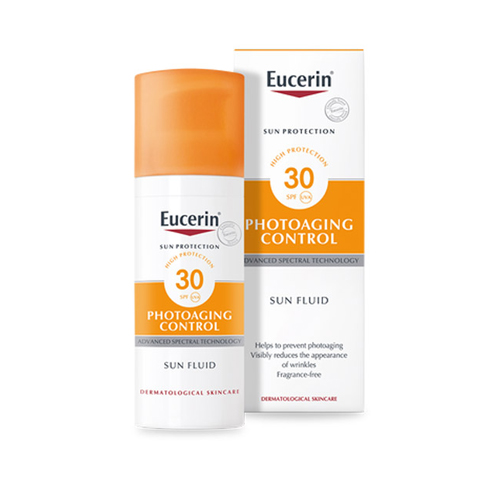 Eucerin®
SUN PROTECTION
HIGH PROTECTION
30
SPF UVA
PHOTOAGING
CONTROL
ADVANCED SPECTRAL TECHNOLOGY
SUN FLUID
DERMATOLOGICAL SKINCARE
Eucerin®
SUN PROTECTION
HIGH PROTECTION
30
SPF UVA
PHOTOAGING
CONTROL
ADVANCED SPECTRAL TECHNOLOGY
SUN FLUID
Helps to prevent photoaging
Visibly reduces the appearance
of wrinkles
Fragrance-free
DERMATOLOGICAL SKINCARE